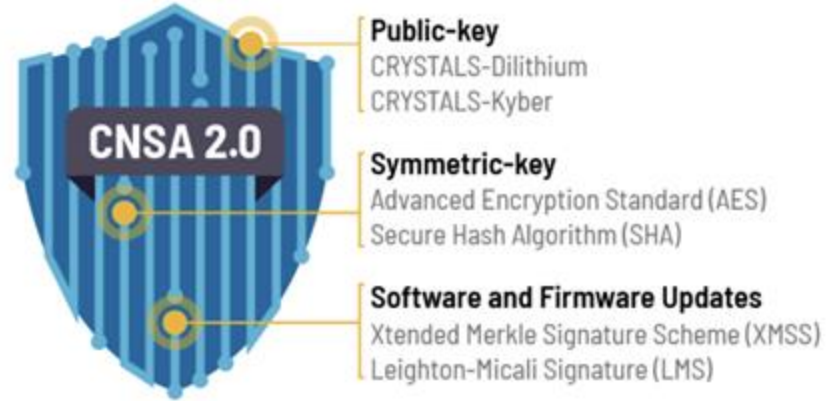 CNSA 2.0
Public-key
CRYSTALS-Dilithium
CRYSTALS-Kyber
Symmetric-key
Advanced Encryption Standard (AES)
Secure Hash Algorithm (SHA)
Software and Firmware Updates
Xtended Merkle Signature Scheme (XMSS)
Leighton-Micali Signature (LMS)